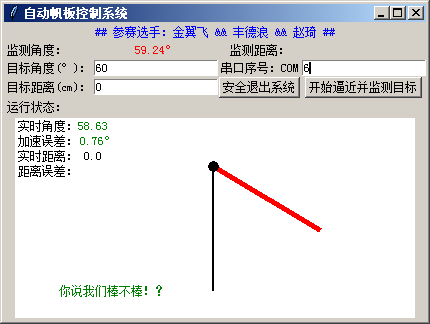 自动帆板控制系统
## 参赛选手: 金翼飞 && 丰德浪 && 赵琦 ##
监测角度: 59.24° 监测距离:
目标角度(°): 60 串口序号: COM 6
目标距离(cm): 0 安全退出系统 开始逼近并监测目标
运行状态:
实时角度: 58.63
加速误差: 0.76°
实时距离: 0.0
距离误差:
你说我们棒不棒！？